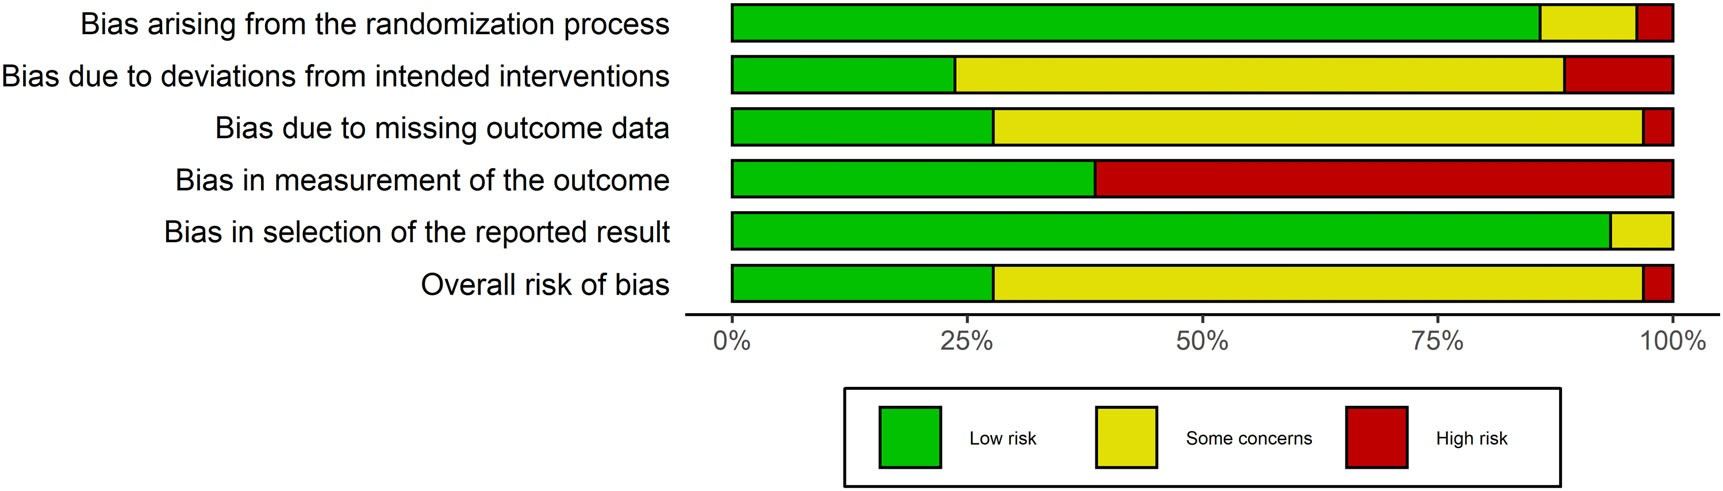 Bias arising from the randomization process
Bias due to deviations from intended interventions
Bias due to missing outcome data
Bias in measurement of the outcome
Bias in selection of the reported result
Overall risk of bias
0% 25% 50% 75% 100%
Low risk Some concerns High risk